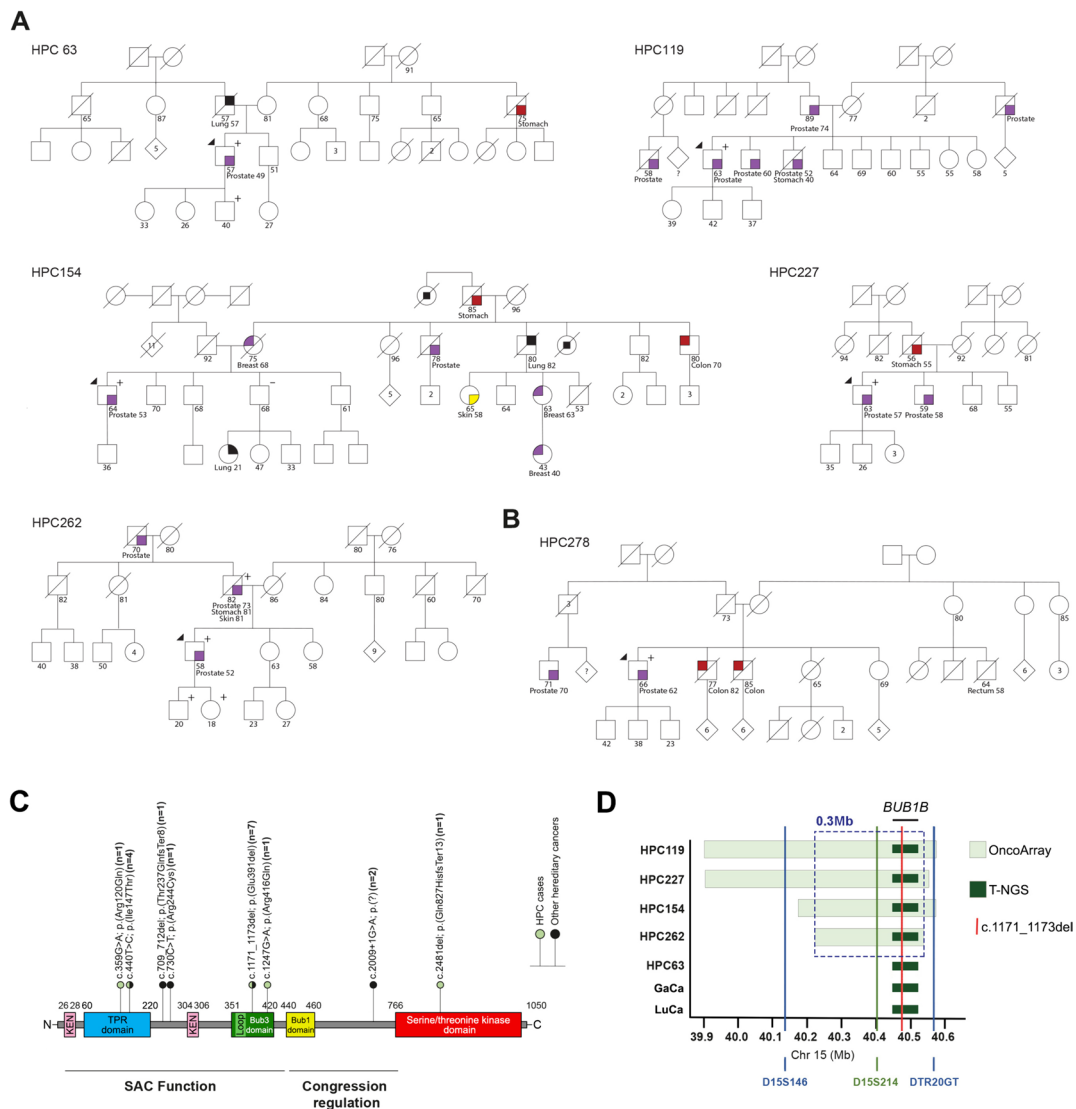 A
HPC 63
91
65
87
57
Lung 57
81
68
75
65
75
Stomach
5
57
Prostate 49
+
51
3
2
33
26
40
+
27
HPC119
89
Prostate 74
77
2
Prostate
58
Prostate
?
63
Prostate
+
Prostate 60
Prostate 52
Stomach 40
64
69
60
55
55
58
5
39
42
37
HPC154
85
Stomach
96
11
92
75
Breast 68
96
78
Prostate
80
Lung 82
82
80
Colon 70
64
Prostate 53
+
70
68
68
−
61
5
2
65
Skin 58
64
63
Breast 63
53
2
3
36
Lung 21
47
33
43
Breast 40
HPC227
94
82
56
Stomach 55
92
81
63
Prostate 57
+
59
Prostate 58
68
55
35
26
3
HPC262
70
Prostate
80
80
76
82
81
82
+
Prostate 73
Stomach 81
Skin 81
86
84
80
60
70
40
38
50
4
58
Prostate 52
+
63
58
9
20
+
18
+
23
27
B
HPC278
3
73
80
85
71
Prostate 70
?
66
Prostate 62
+
77
Colon 82
85
Colon
65
69
64
Rectum 58
6
3
42
38
23
6
6
2
5
C
c.359G>A; p.(Arg120Gln) (n=1)
c.440T>C; p.(Ile147Thr) (n=4)
c.709_712del; p.(Thr237GlnfsTer8) (n=1)
c.730C>T; p.(Arg244Cys) (n=1)
c.1171_1173del; p.(Glu391del) (n=7)
c.1247G>A; p.(Arg416Gln) (n=1)
c.2009+1G>A; p.(?) (n=2)
c.2481del; p.(Gln827HisfsTer13) (n=1)
HPC cases
Other hereditary cancers
26 28 60 220 304 306 351 420 440 460 766 1050
N
KEN
TPR
domain
KEN
Loop
Bub3
domain
Bub1
domain
Serine/threonine kinase
domain
C
SAC Function
Congression
regulation
D
BUB1B
0.3Mb
HPC119
HPC227
HPC154
HPC262
HPC63
GaCa
LuCa
OncoArray
T-NGS
c.1171_1173del
39.9 40.0 40.1 40.2 40.3 40.4 40.5 40.6
Chr 15 (Mb)
D15S146 D15S214 DTR20GT